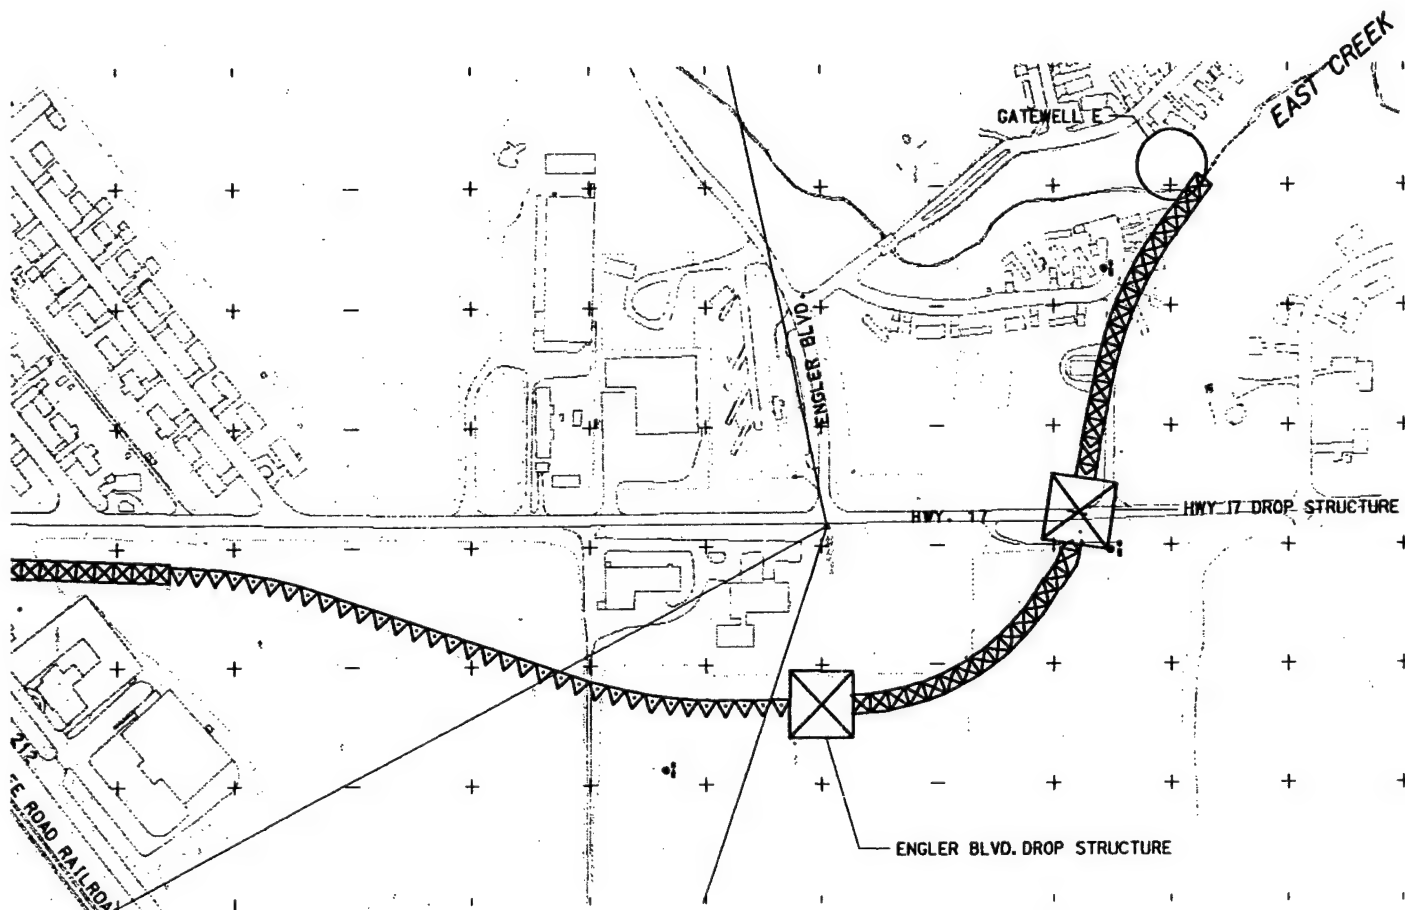 EAST CREEK
GATEWELL E
ENGLER BLVD.
HWY. 17
HWY 17 DROP STRUCTURE
212
ROAD RAILROA
ENGLER BLVD. DROP STRUCTURE